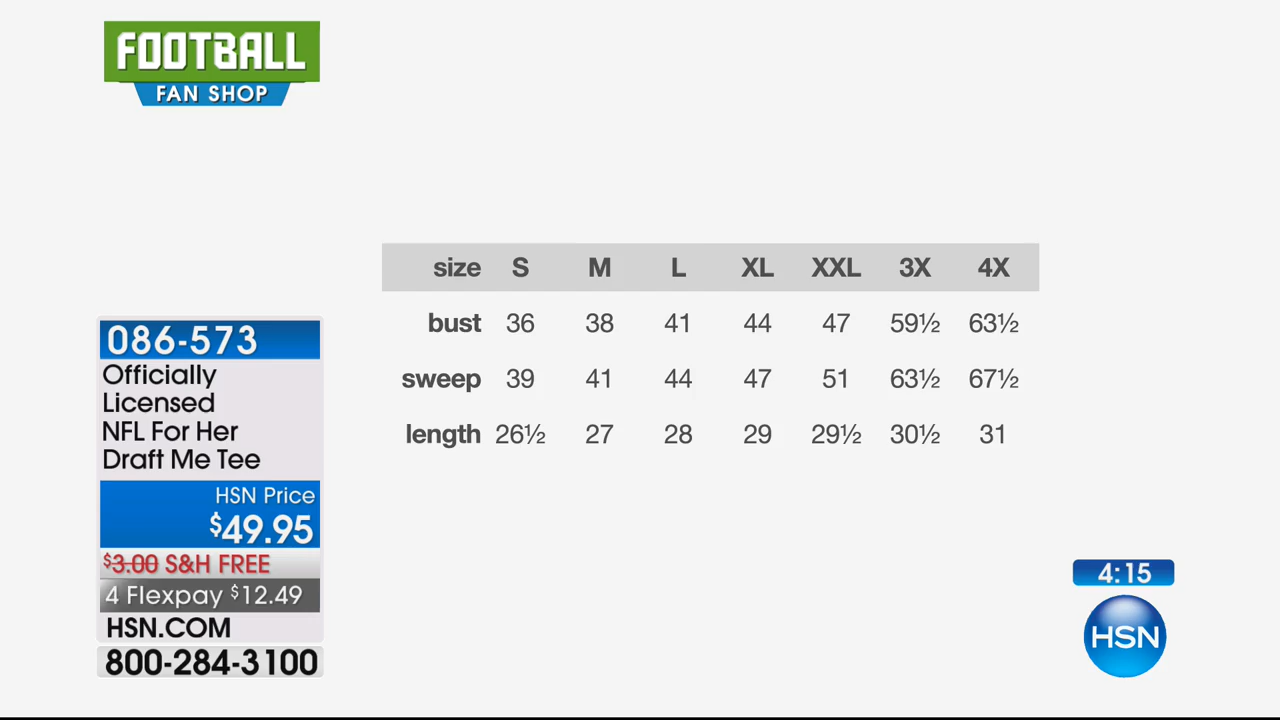 FOOTBALL
FAN SHOP
size S M L XL XXL 3X 4X
bust 36 38 41 44 47 59½ 63½
sweep 39 41 44 47 51 63½ 67½
length 26½ 27 28 29 29½ 30½ 31
086-573
Officially
Licensed
NFL For Her
Draft Me Tee
HSN Price
$49.95
$3.00 S&H FREE
4 Flexpay $12.49
HSN.COM
800-284-3100
4:15
HSN